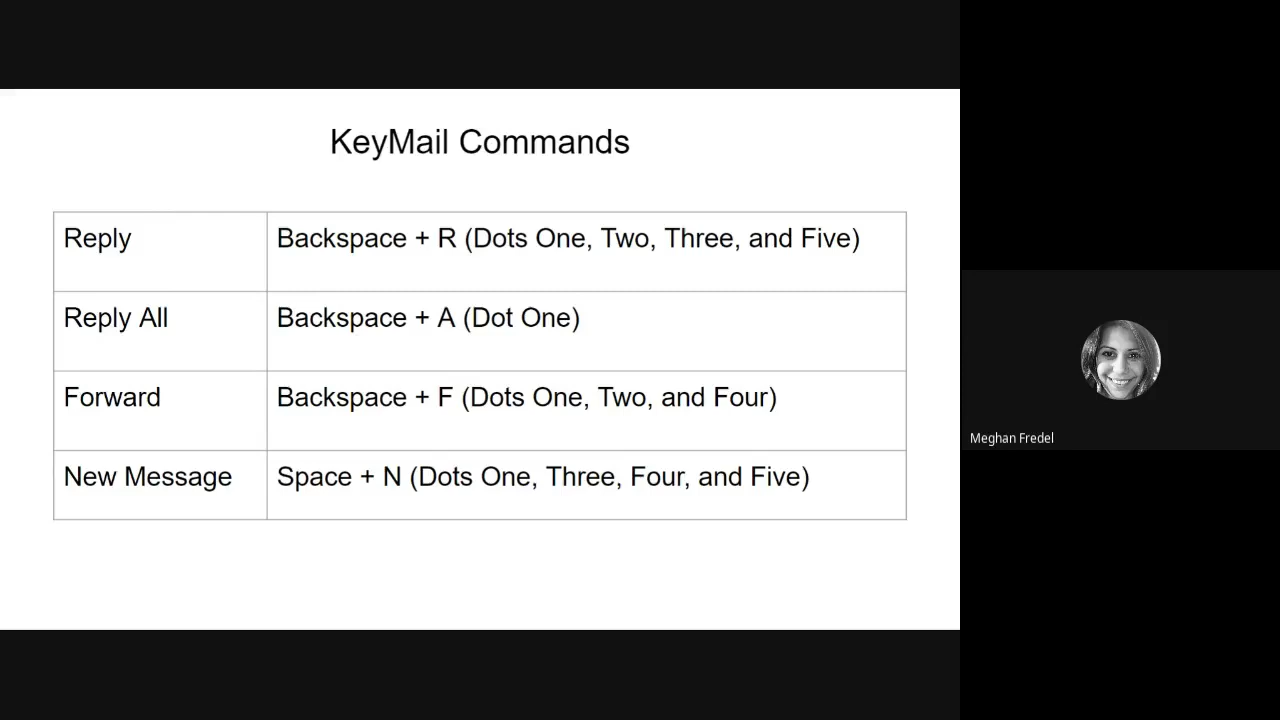 KeyMail Commands
Reply
Backspace + R (Dots One, Two, Three, and Five)
Reply All
Backspace + A (Dot One)
Forward
Backspace + F (Dots One, Two, and Four)
New Message
Space + N (Dots One, Three, Four, and Five)
Meghan Fredel